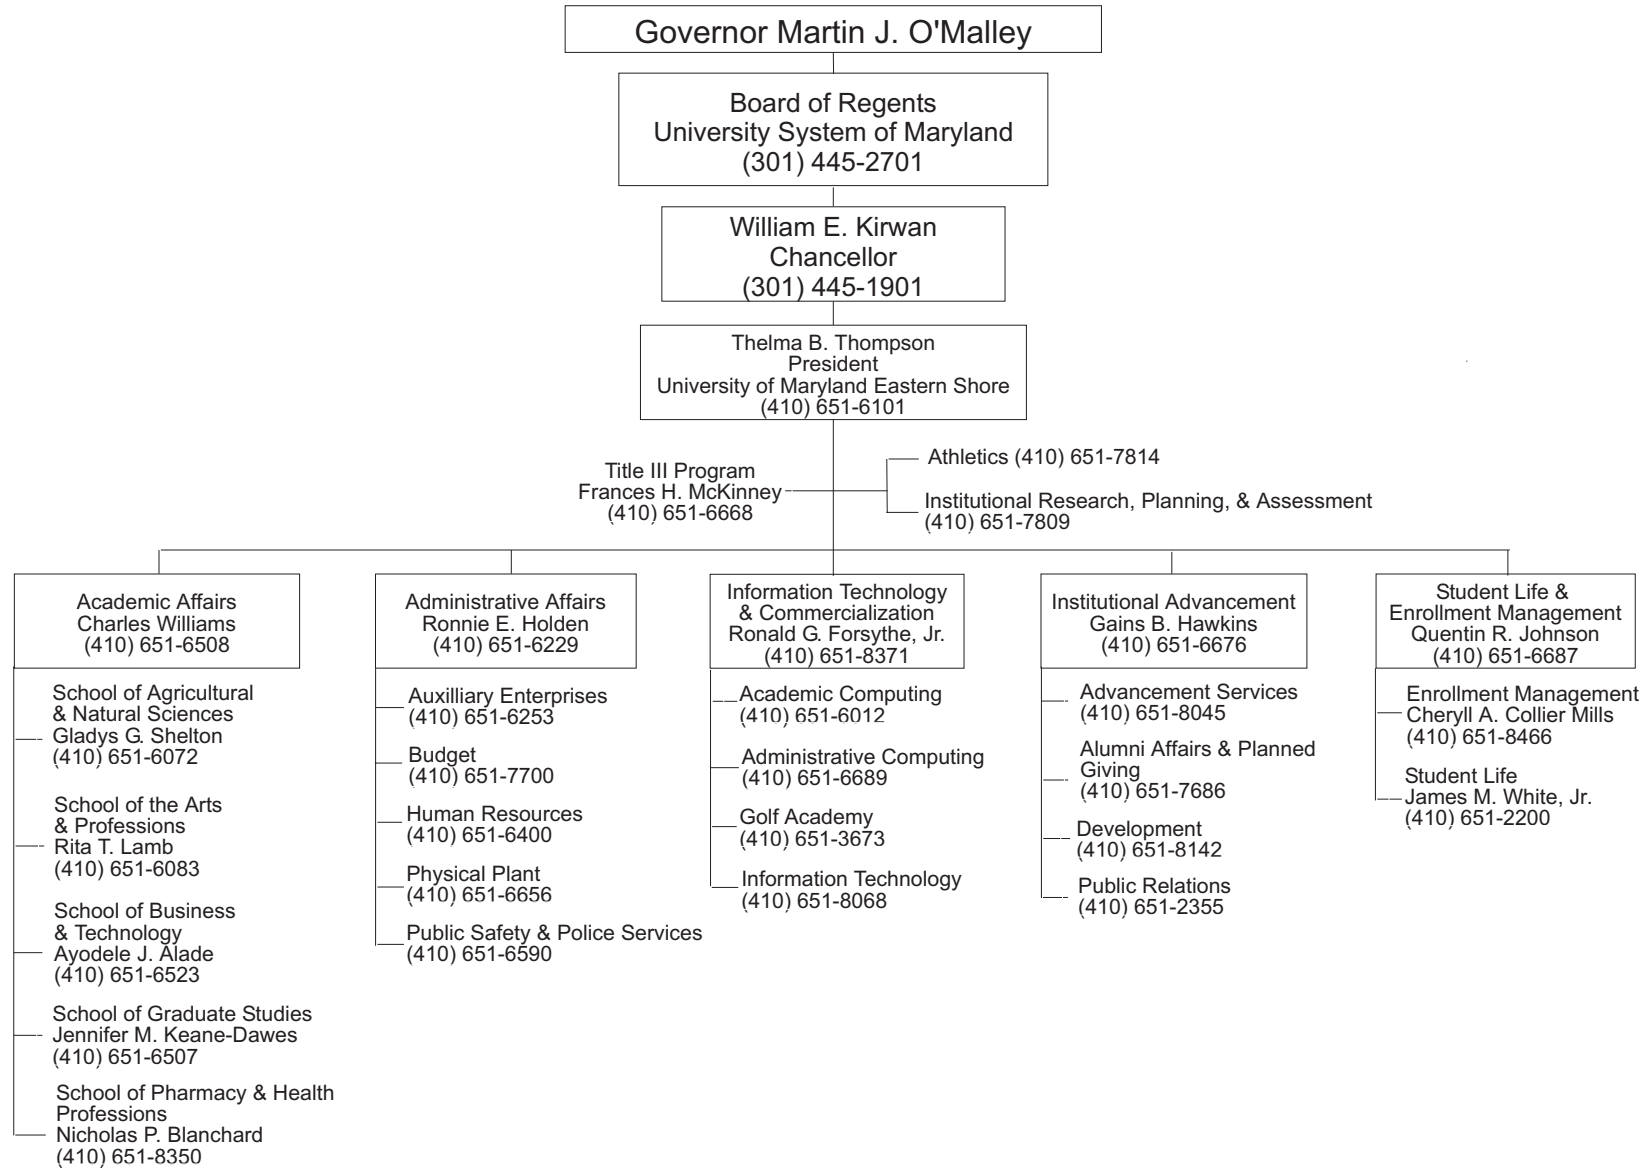 Governor Martin J. O'Malley
Board of Regents
University System of Maryland
(301) 445-2701
William E. Kirwan
Chancellor
(301) 445-1901
Thelma B. Thompson
President
University of Maryland Eastern Shore
(410) 651-6101
Title III Program
Frances H. McKinney
(410) 651-6668
Athletics (410) 651-7814
Institutional Research, Planning, & Assessment
(410) 651-7809
Academic Affairs
Charles Williams
(410) 651-6508
School of Agricultural
& Natural Sciences
Gladys G. Shelton
(410) 651-6072
School of the Arts
& Professions
Rita T. Lamb
(410) 651-6083
School of Business
& Technology
Ayodele J. Alade
(410) 651-6523
School of Graduate Studies
Jennifer M. Keane-Dawes
(410) 651-6507
School of Pharmacy & Health
Professions
Nicholas P. Blanchard
(410) 651-8350
Administrative Affairs
Ronnie E. Holden
(410) 651-6229
Auxilliary Enterprises
(410) 651-6253
Budget
(410) 651-7700
Human Resources
(410) 651-6400
Physical Plant
(410) 651-6656
Public Safety & Police Services
(410) 651-6590
Information Technology
& Commercialization
Ronald G. Forsythe, Jr.
(410) 651-8371
Academic Computing
(410) 651-6012
Administrative Computing
(410) 651-6689
Golf Academy
(410) 651-3673
Information Technology
(410) 651-8068
Institutional Advancement
Gains B. Hawkins
(410) 651-6676
Advancement Services
(410) 651-8045
Alumni Affairs & Planned
Giving
(410) 651-7686
Development
(410) 651-8142
Public Relations
(410) 651-2355
Student Life &
Enrollment Management
Quentin R. Johnson
(410) 651-6687
Enrollment Management
Cheryll A. Collier Mills
(410) 651-8466
Student Life
James M. White, Jr.
(410) 651-2200